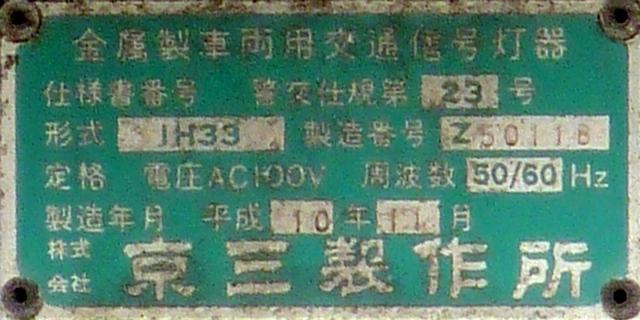 金属製車両用交通信号灯器
仕様書番号 警交仕規第 23 号
形式 1H33 製造番号 Z50118
定格 電圧AC100V 周波数 50/60 Hz
製造年月 平成 10 年 11 月
株式会社 京三製作所